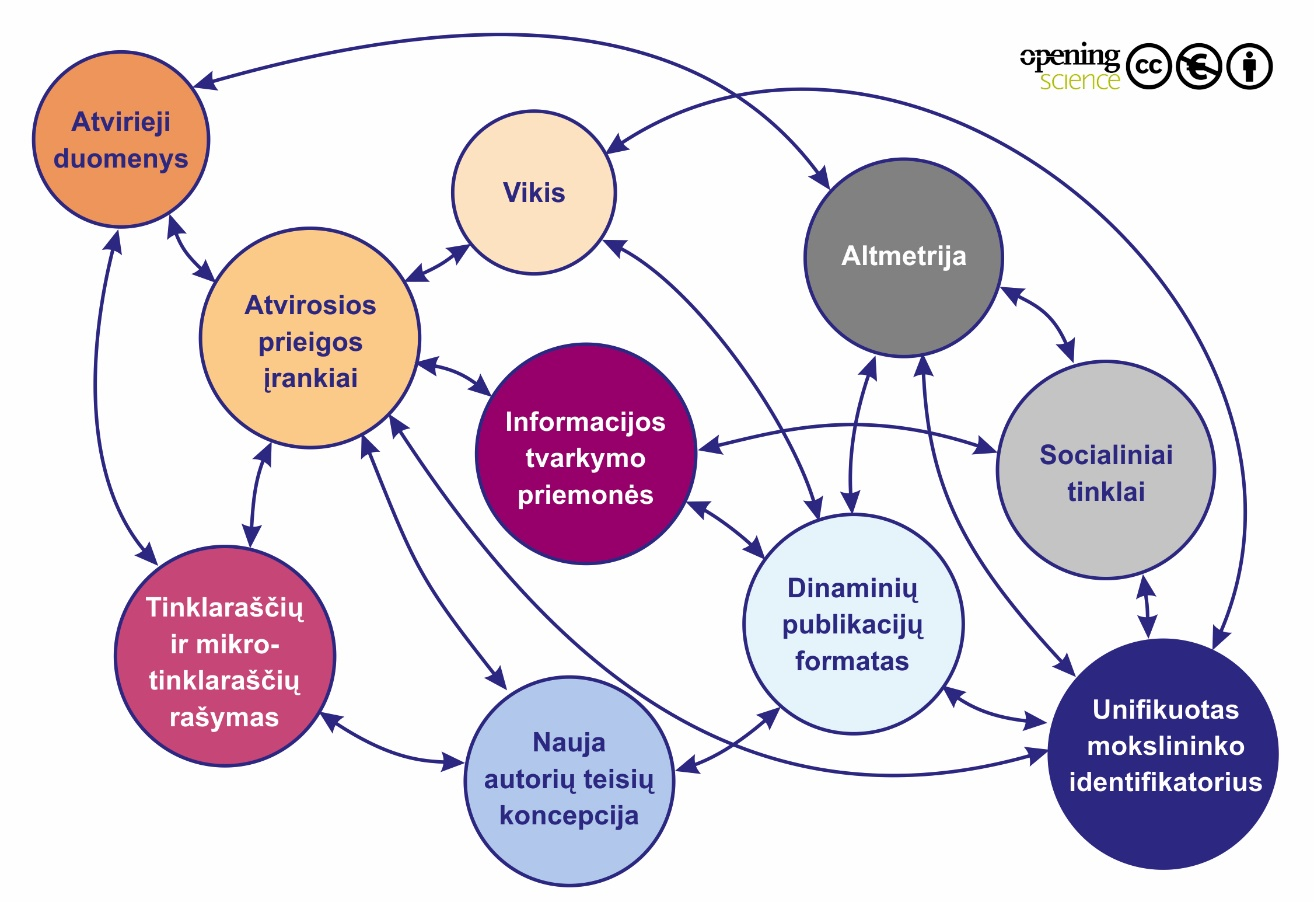 opening
science
cc
Atvirieji
duomenys
Vikis
Altmetrija
Atvirosios
prieigos
įrankiai
Informacijos
tvarkymo
priemonės
Socialiniai
tinklai
Tinklaraščių
ir mikro-
tinklaraščių
rašymas
Dinaminių
publikacijų
formatas
Nauja
autorių teisių
koncepcija
Unifikuotas
mokslininko
identifikatorius